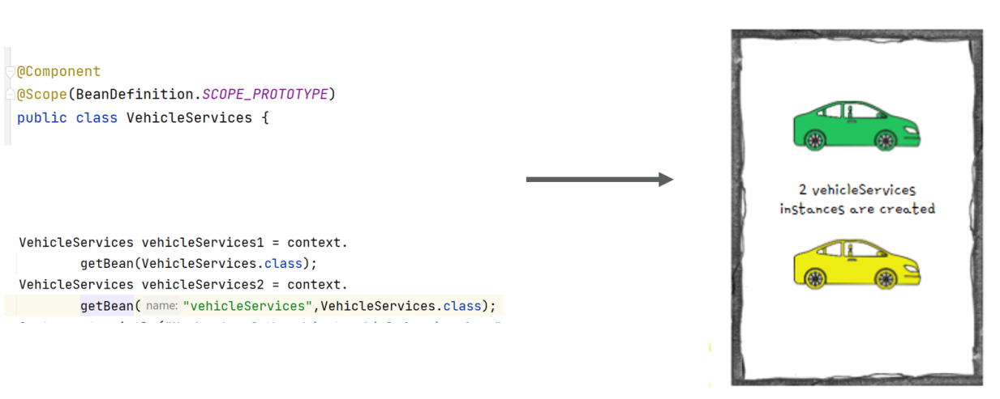 @Component
@Scope(BeanDefinition.SCOPE_PROTOTYPE)
public class VehicleServices {
VehicleServices vehicleServices1 = context.
getBean(VehicleServices.class);
VehicleServices vehicleServices2 = context.
getBean( name: "vehicleServices",VehicleServices.class);
2 vehicleServices
instances are created